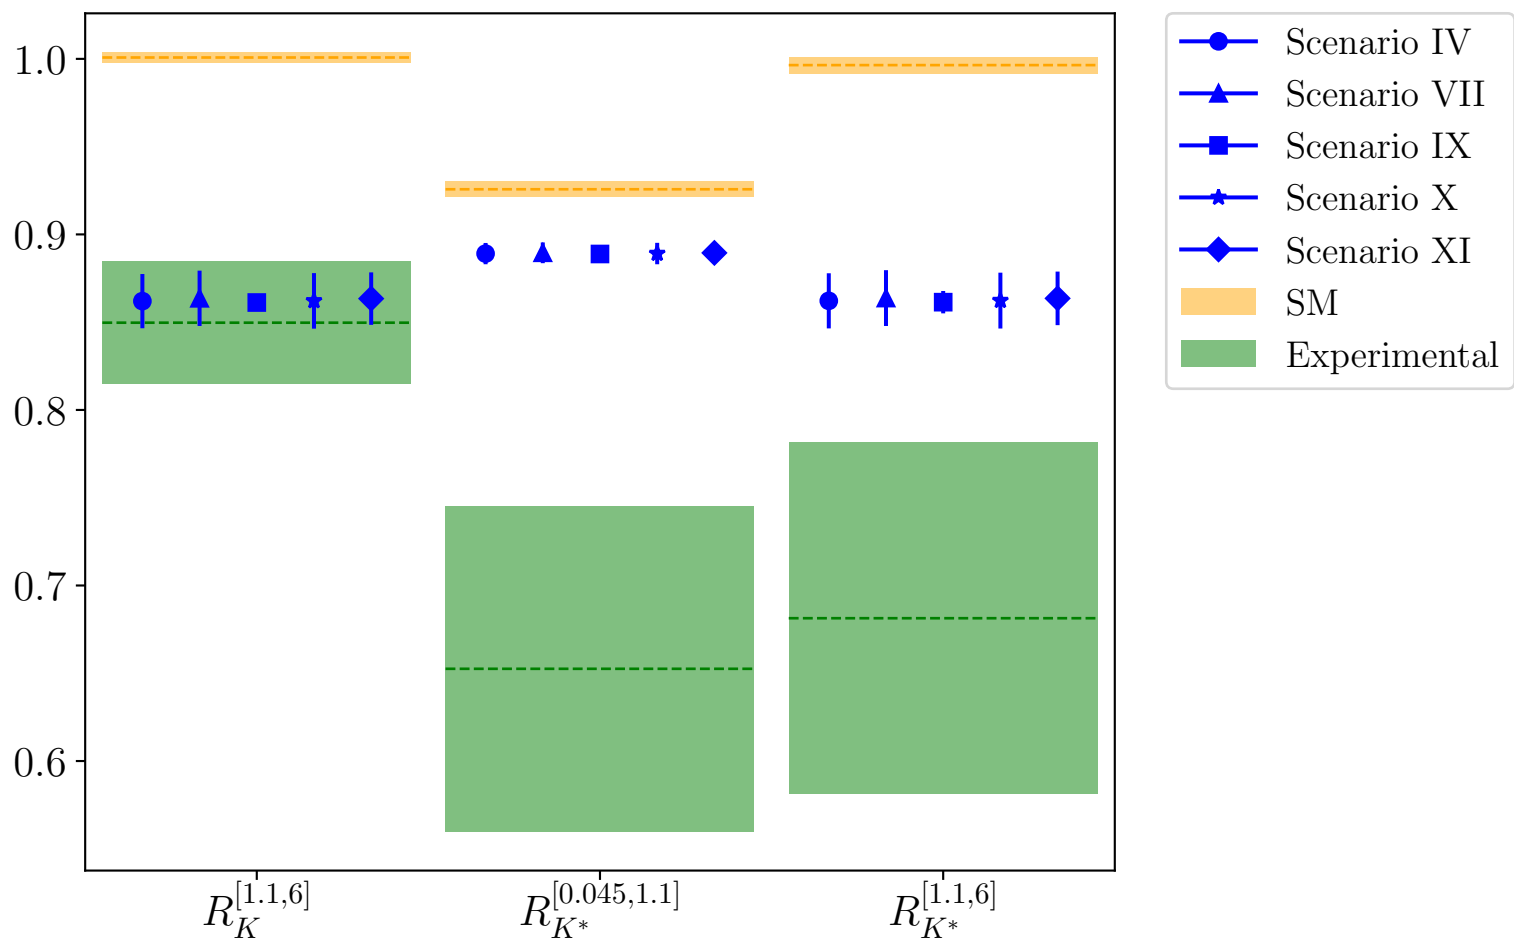 1.0
0.9
0.8
0.7
0.6
R_K^{[1.1,6]}
R_{K^*}^{[0.045,1.1]}
R_{K^*}^{[1.1,6]}
Scenario IV
Scenario VII
Scenario IX
Scenario X
Scenario XI
SM
Experimental